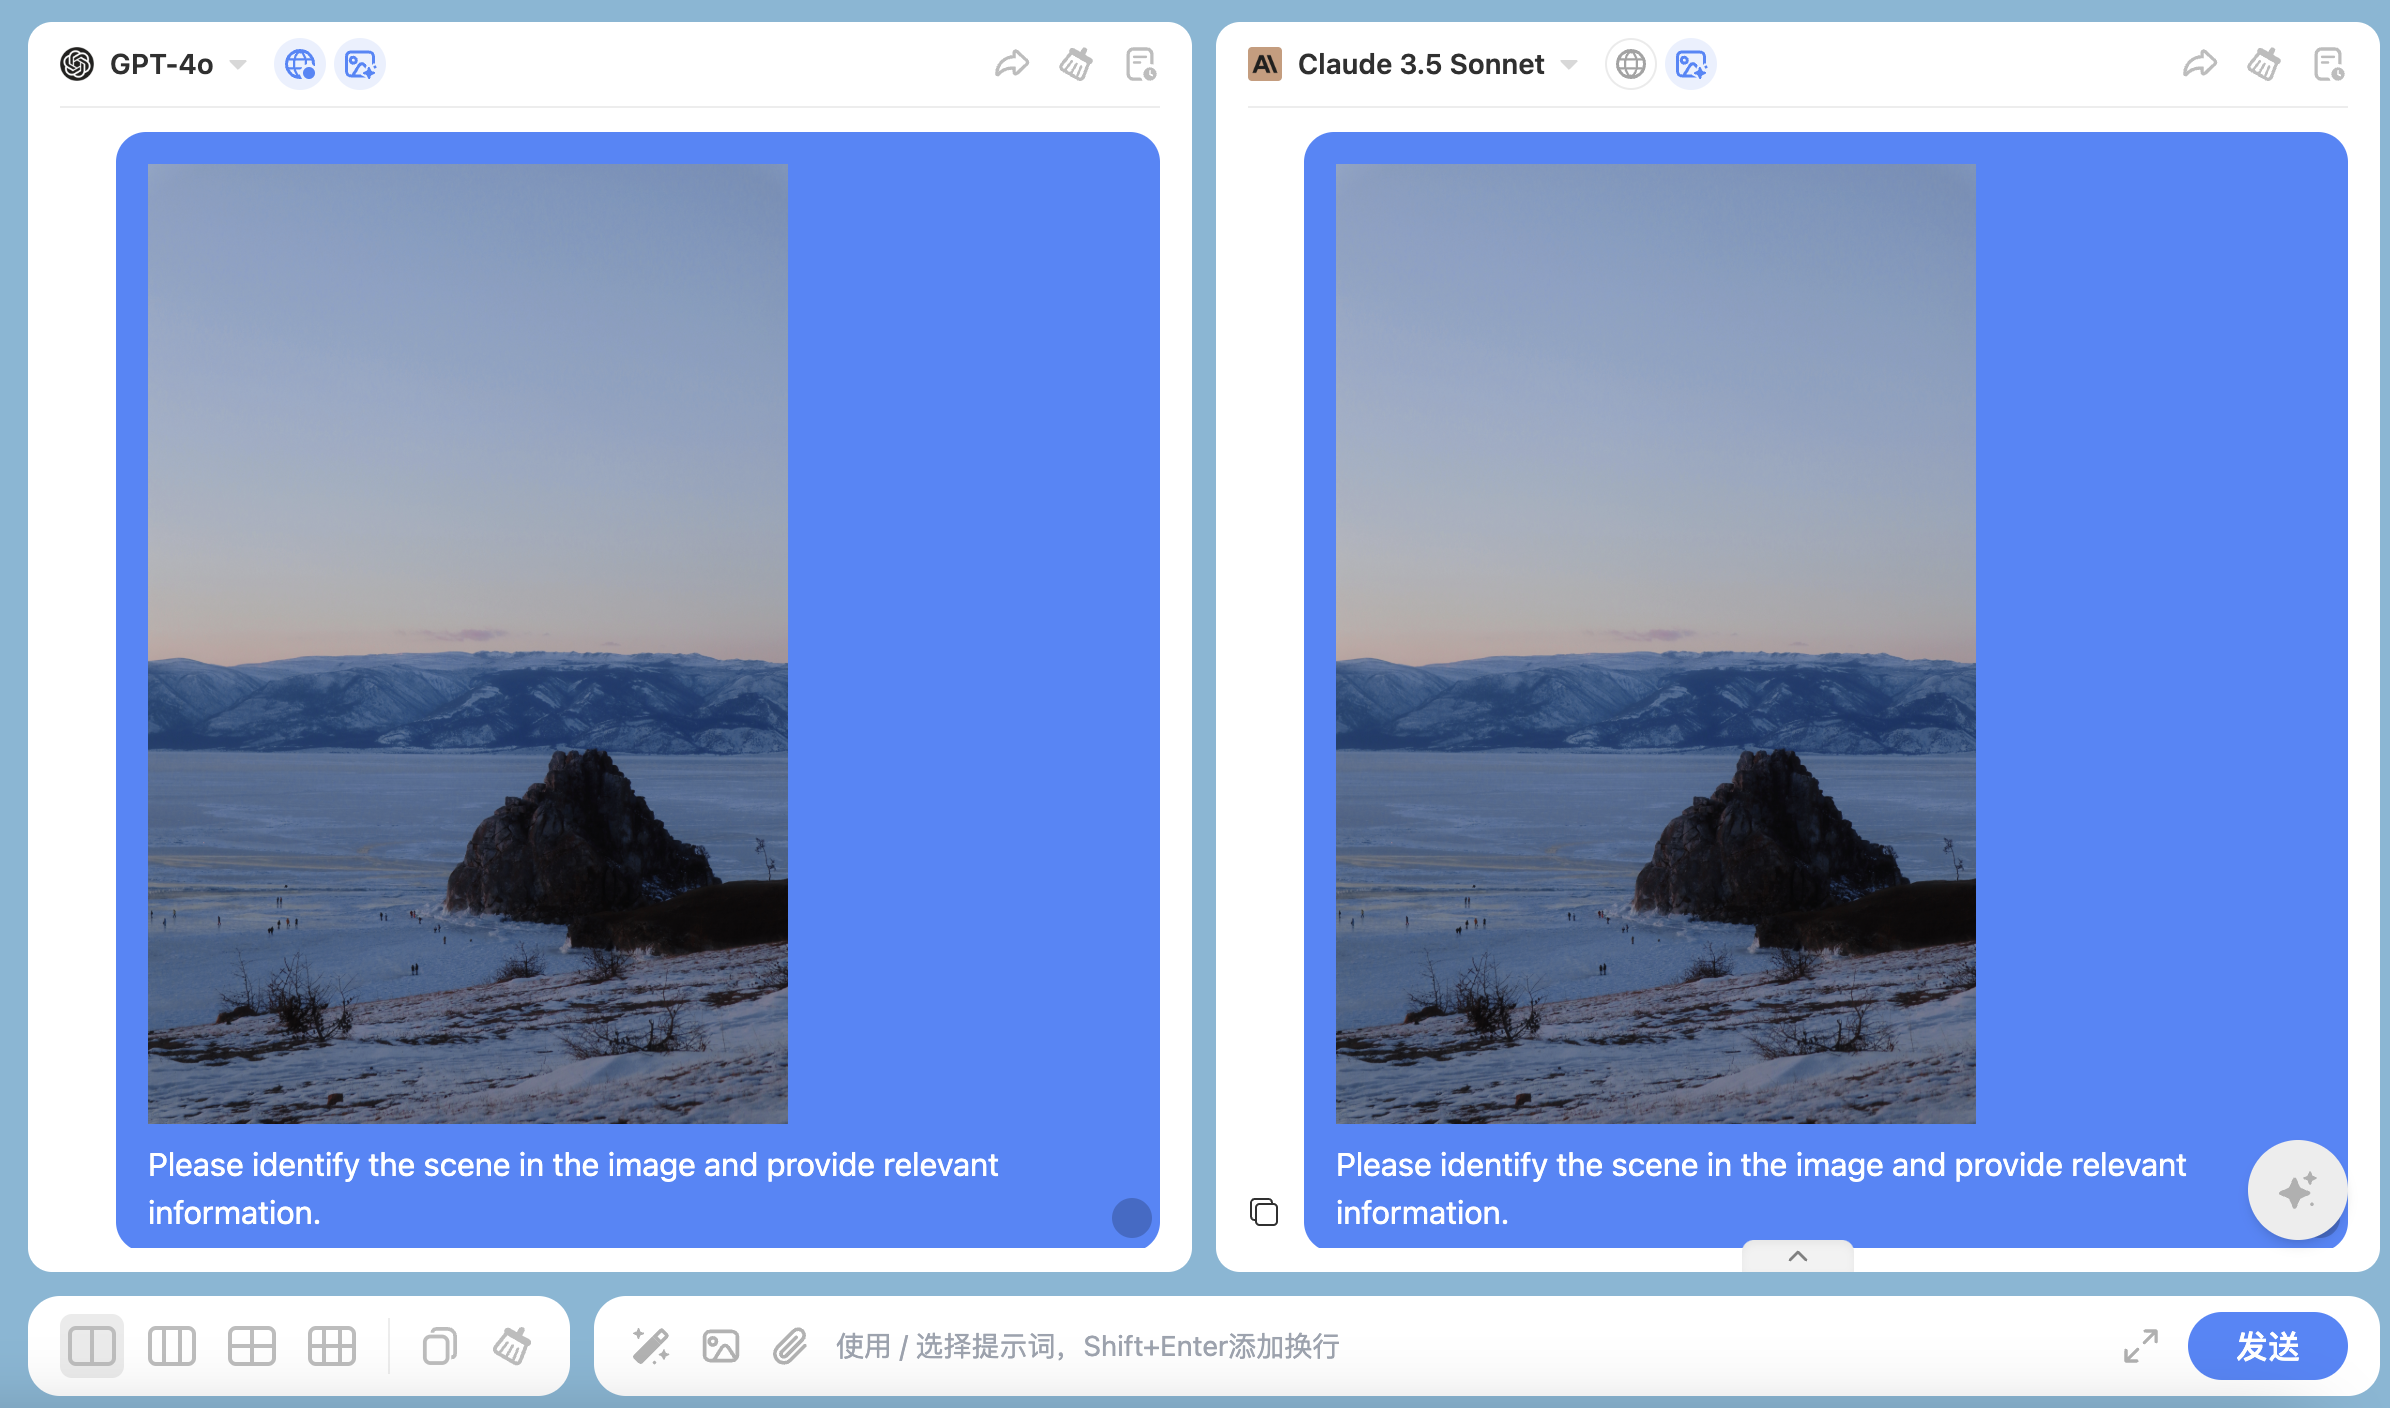 GPT-4o
Claude 3.5 Sonnet
Please identify the scene in the image and provide relevant
information.
Please identify the scene in the image and provide relevant
information.
使用 / 选择提示词，Shift+Enter添加换行
发送